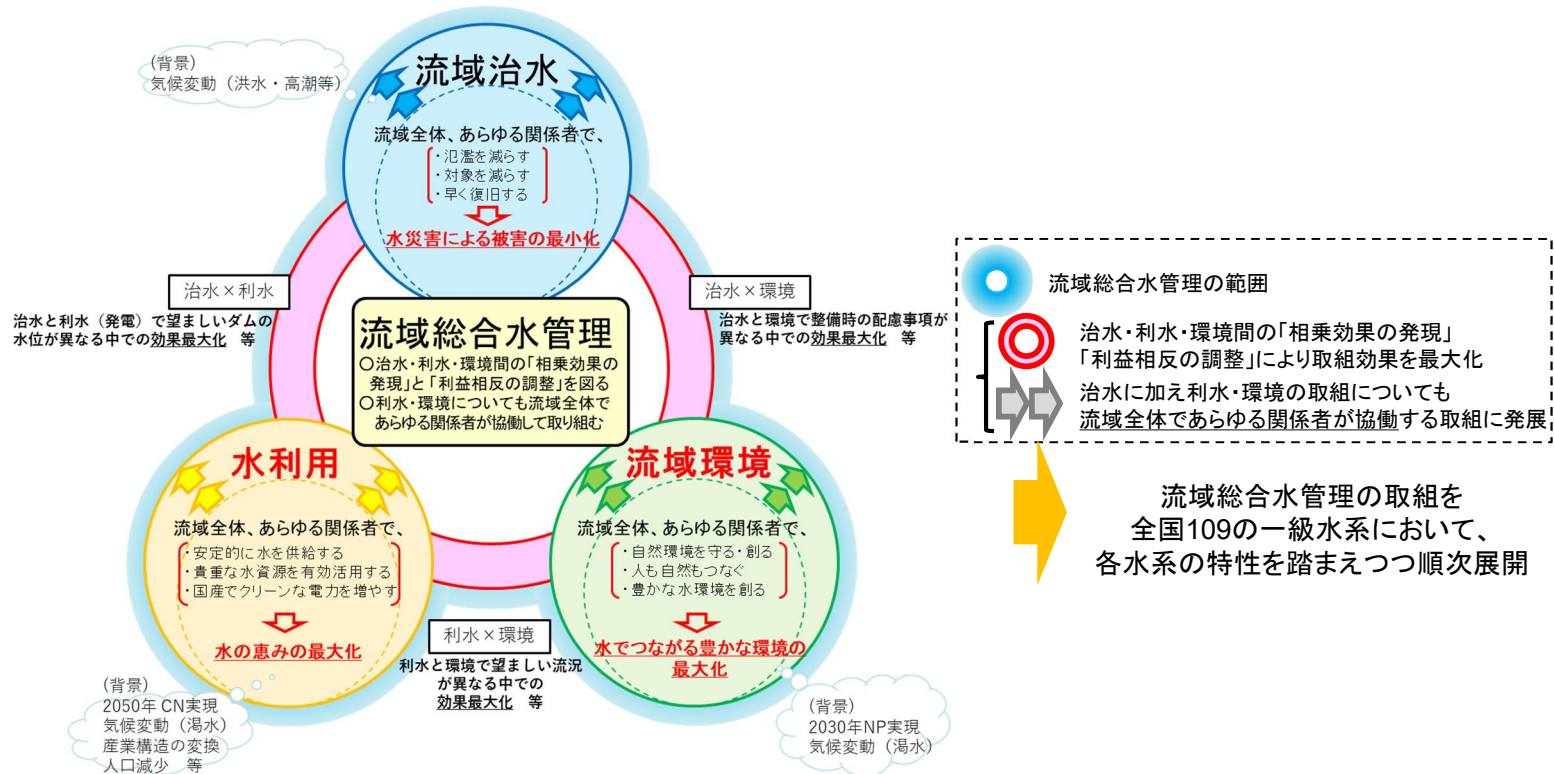 (背景)
気候変動（洪水・高潮等）
流域治水
流域全体、あらゆる関係者で、
・氾濫を減らす
・対象を減らす
・早く復旧する
水災害による被害の最小化
治水×利水
治水と利水（発電）で望ましいダムの
水位が異なる中での効果最大化　等
治水×環境
治水と環境で整備時の配慮事項が
異なる中での効果最大化　等
流域総合水管理
○治水・利水・環境間の「相乗効果の
発現」と「利益相反の調整」を図る
○利水・環境についても流域全体で
あらゆる関係者が協働して取り組む
水利用
流域全体、あらゆる関係者で、
・安定的に水を供給する
・貴重な水資源を有効活用する
・国産でクリーンな電力を増やす
水の恵みの最大化
流域環境
流域全体、あらゆる関係者で、
・自然環境を守る・創る
・人も自然もつなぐ
・豊かな水環境を創る
水でつながる豊かな環境の
最大化
利水×環境
利水と環境で望ましい流況
が異なる中での
効果最大化　等
(背景)
2050年 CN実現
気候変動（渇水）
産業構造の変換
人口減少　等
(背景)
2030年NP実現
気候変動（渇水）
流域総合水管理の範囲
治水・利水・環境間の「相乗効果の発現」
「利益相反の調整」により取組効果を最大化
治水に加え利水・環境の取組についても
流域全体であらゆる関係者が協働する取組に発展
流域総合水管理の取組を
全国109の一級水系において、
各水系の特性を踏まえつつ順次展開